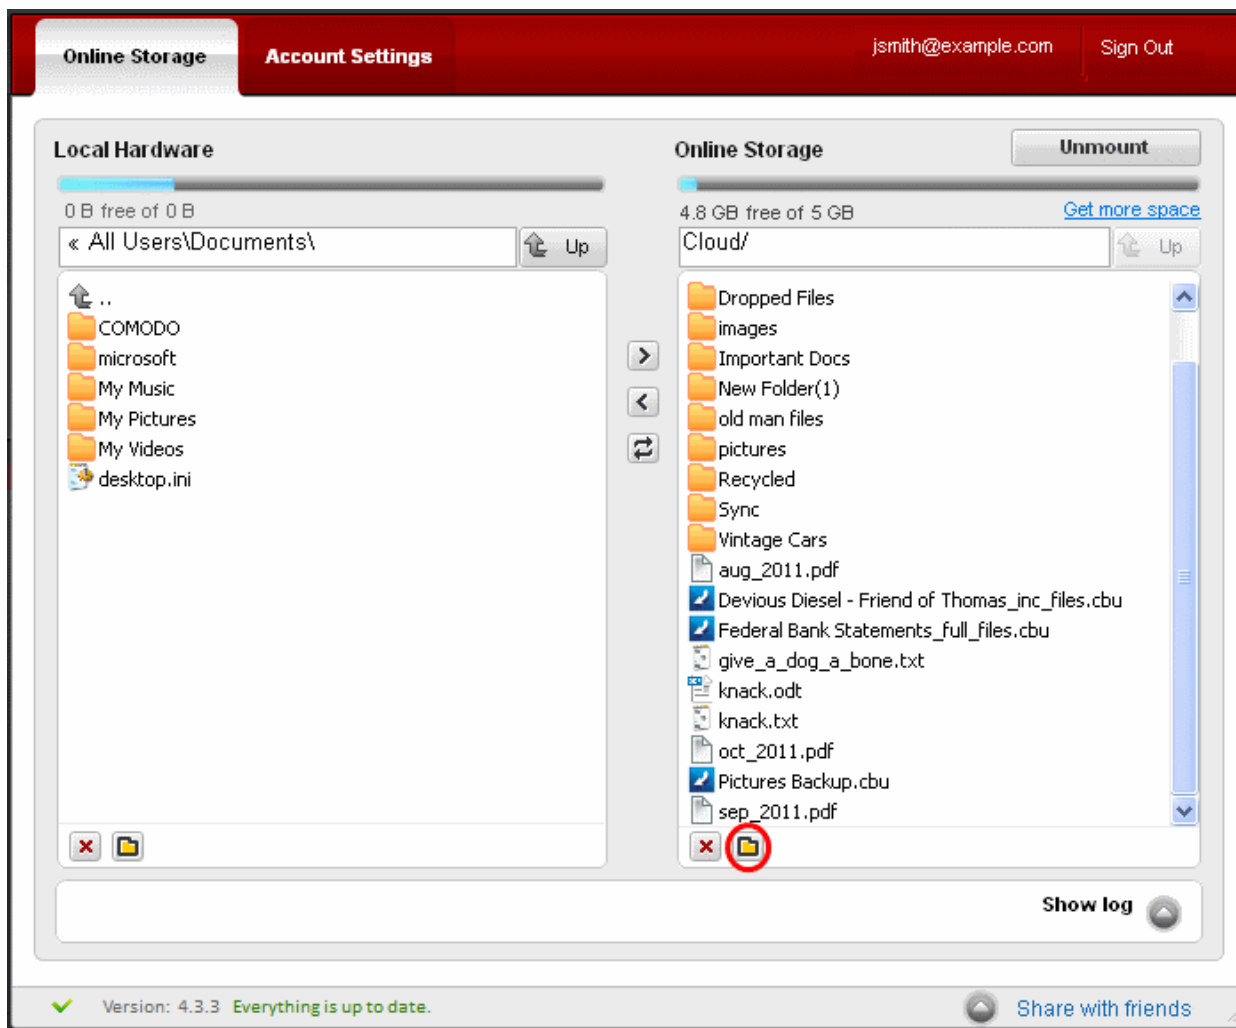 Online Storage
Account Settings
jsmith@example.com
Sign Out
Local Hardware
0 B free of 0 B
« All Users\Documents\
Up
..
COMODO
microsoft
My Music
My Pictures
My Videos
desktop.ini
Online Storage
Unmount
4.8 GB free of 5 GB
Get more space
Cloud/
Up
Dropped Files
images
Important Docs
New Folder(1)
old man files
pictures
Recycled
Sync
Vintage Cars
aug_2011.pdf
Devious Diesel - Friend of Thomas_inc_files.cbu
Federal Bank Statements_full_files.cbu
give_a_dog_a_bone.txt
knack.odt
knack.txt
oct_2011.pdf
Pictures Backup.cbu
sep_2011.pdf
Show log
Version: 4.3.3 Everything is up to date.
Share with friends